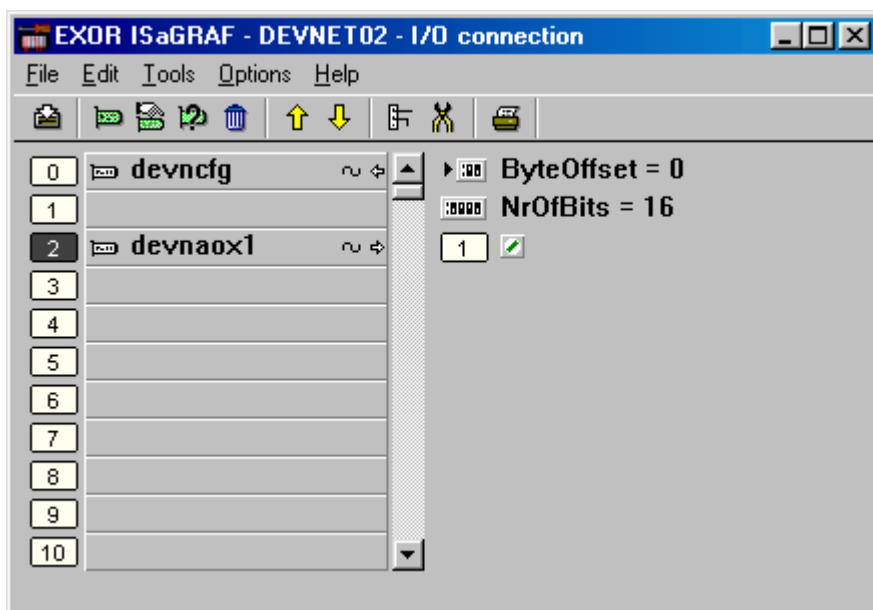 EXOR ISaGRAF - DEVNET02 - I/O connection
File Edit Tools Options Help
0 devncfg
1
2 devnaox1
3
4
5
6
7
8
9
10
ByteOffset = 0
NrOfBits = 16
1